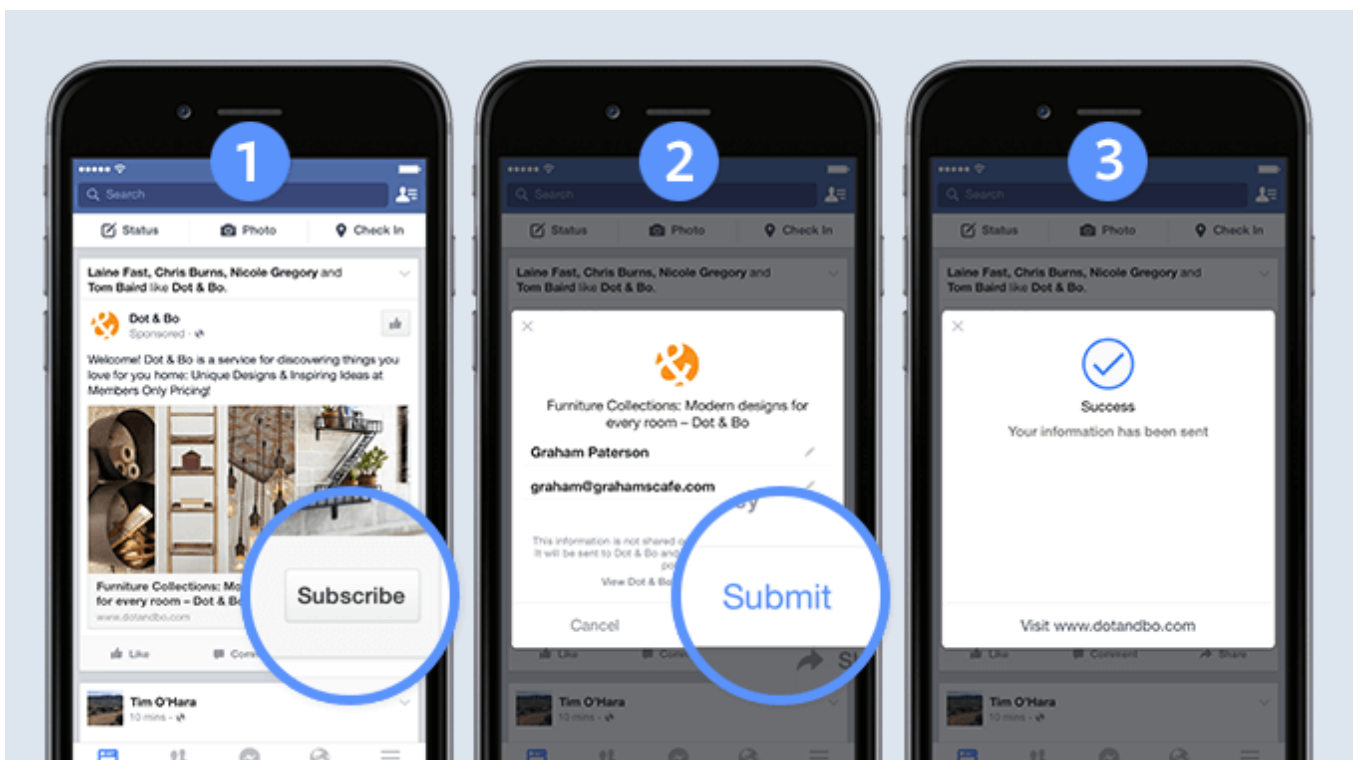 1
Search
Status Photo Check In
Laine Fast, Chris Burns, Nicole Gregory and
Tom Baird like Dot & Bo.
Dot & Bo
Sponsored
Welcome! Dot & Bo is a service for discovering things you
love for you home: Unique Designs & Inspiring Ideas at
Members Only Pricing!
Furniture Collections: Mo
for every room – Dot & B
www.dotandbo.com
Subscribe
Like Com
Tim O'Hara
10 mins
2
Search
Status Photo Check In
Laine Fast, Chris Burns, Nicole Gregory and
Tom Baird like Dot & Bo.
&
Furniture Collections: Modern designs for
every room – Dot & Bo
Graham Paterson
graham@grahamscafe.com
This information is not shared
It will be sent to Dot & Bo and
View Dot & Bo
Cancel Submit
Like Comm
Tim O'Hara
10 mins
3
Search
Status Photo Check In
Laine Fast, Chris Burns, Nicole Gregory and
Tom Baird like Dot & Bo.
Success
Your information has been sent
Visit www.dotandbo.com
Like Comment Share
Tim O'Hara
10 mins